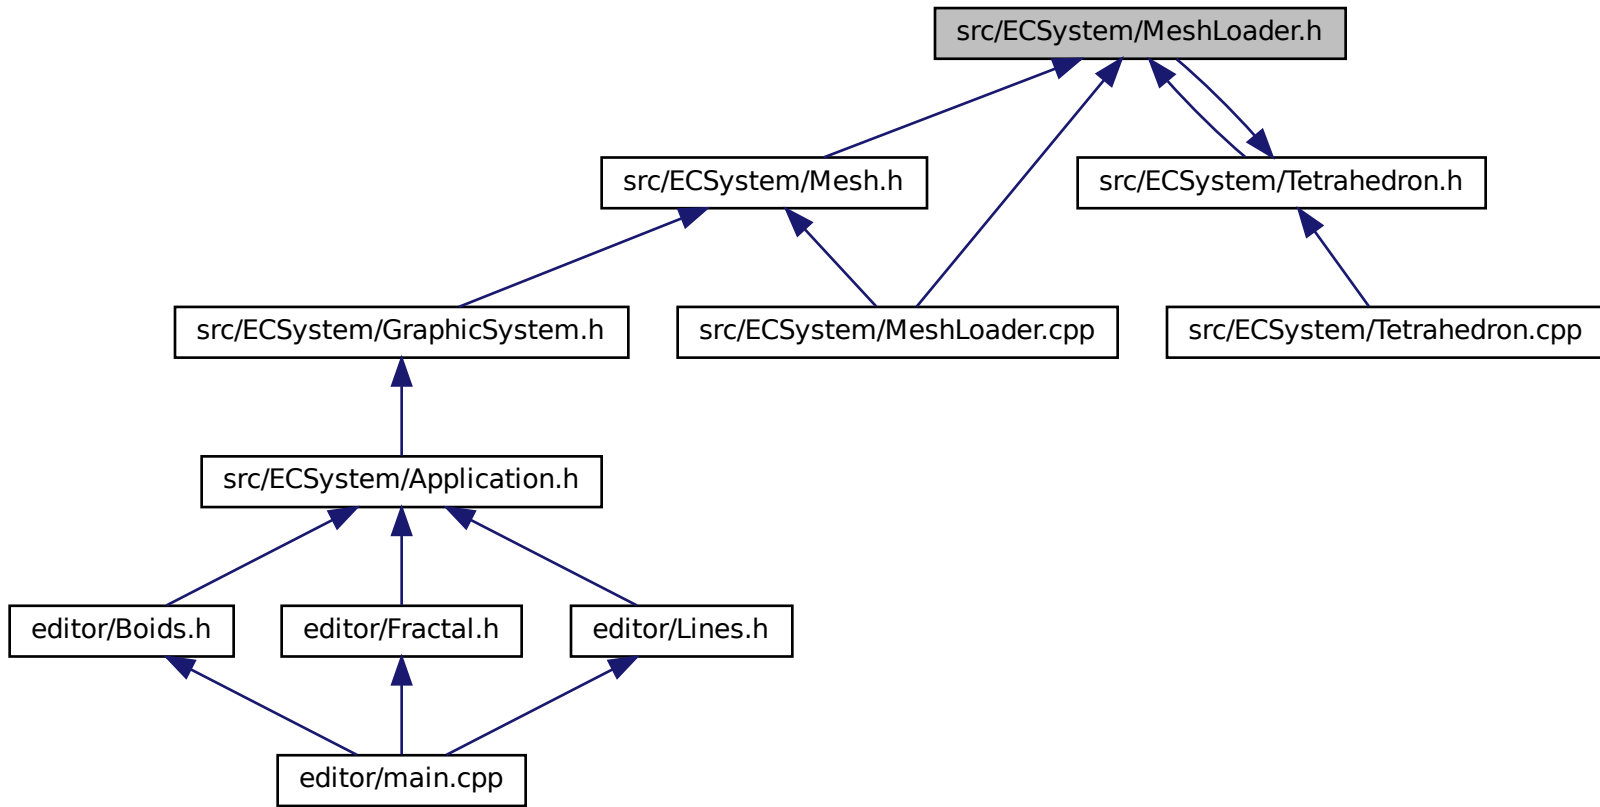 src/ECSystem/MeshLoader.h
src/ECSystem/Mesh.h
src/ECSystem/Tetrahedron.h
src/ECSystem/GraphicSystem.h
src/ECSystem/MeshLoader.cpp
src/ECSystem/Tetrahedron.cpp
src/ECSystem/Application.h
editor/Boids.h
editor/Fractal.h
editor/Lines.h
editor/main.cpp